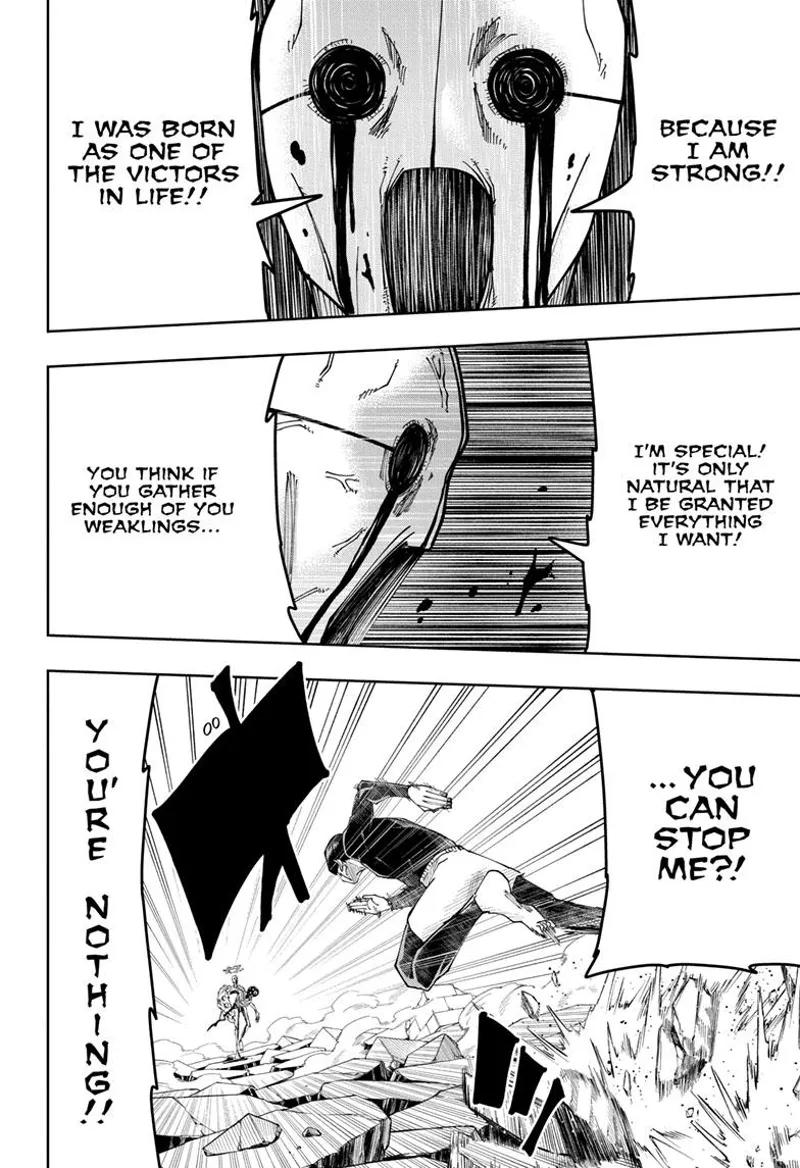 BECAUSE
I AM
STRONG!!
I WAS BORN
AS ONE OF
THE VICTORS
IN LIFE!!
I'M SPECIAL!
IT'S ONLY
NATURAL THAT
I BE GRANTED
EVERYTHING
I WANT!
YOU THINK IF
YOU GATHER
ENOUGH OF YOU
WEAKLINGS...
...YOU
CAN
STOP
ME?!
YOU'RE NOTHING!!